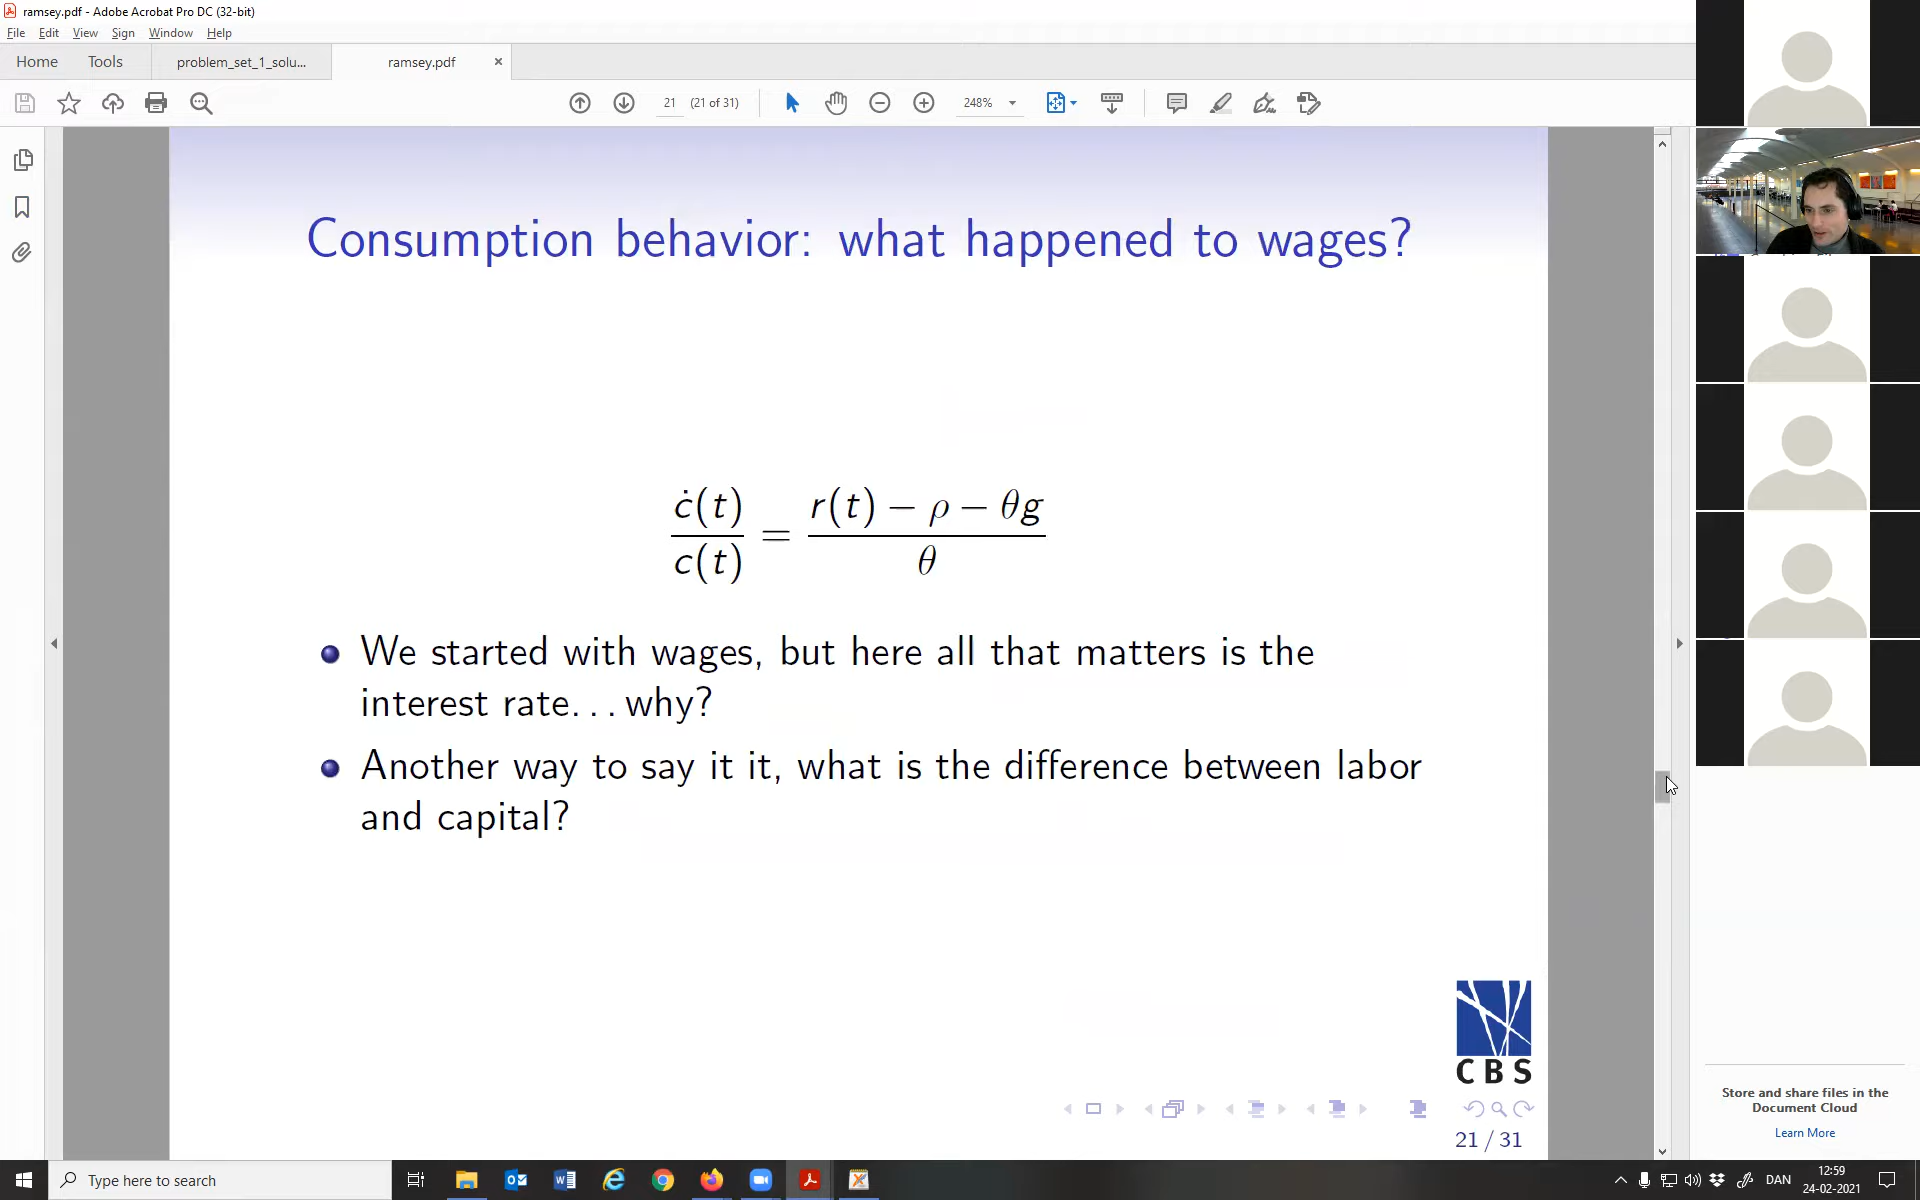 ramsey.pdf - Adobe Acrobat Pro DC (32-bit)
File Edit View Sign Window Help
Home Tools problem_set_1_solu... ramsey.pdf ×
21 (21 of 31) 248%
Consumption behavior: what happened to wages?
ċ(t)/c(t) = (r(t) − ρ − θg)/θ
We started with wages, but here all that matters is the
interest rate. . . why?
Another way to say it it, what is the difference between labor
and capital?
CBS
21 / 31
Store and share files in the
Document Cloud
Learn More
Type here to search
DAN
12:59
24-02-2021